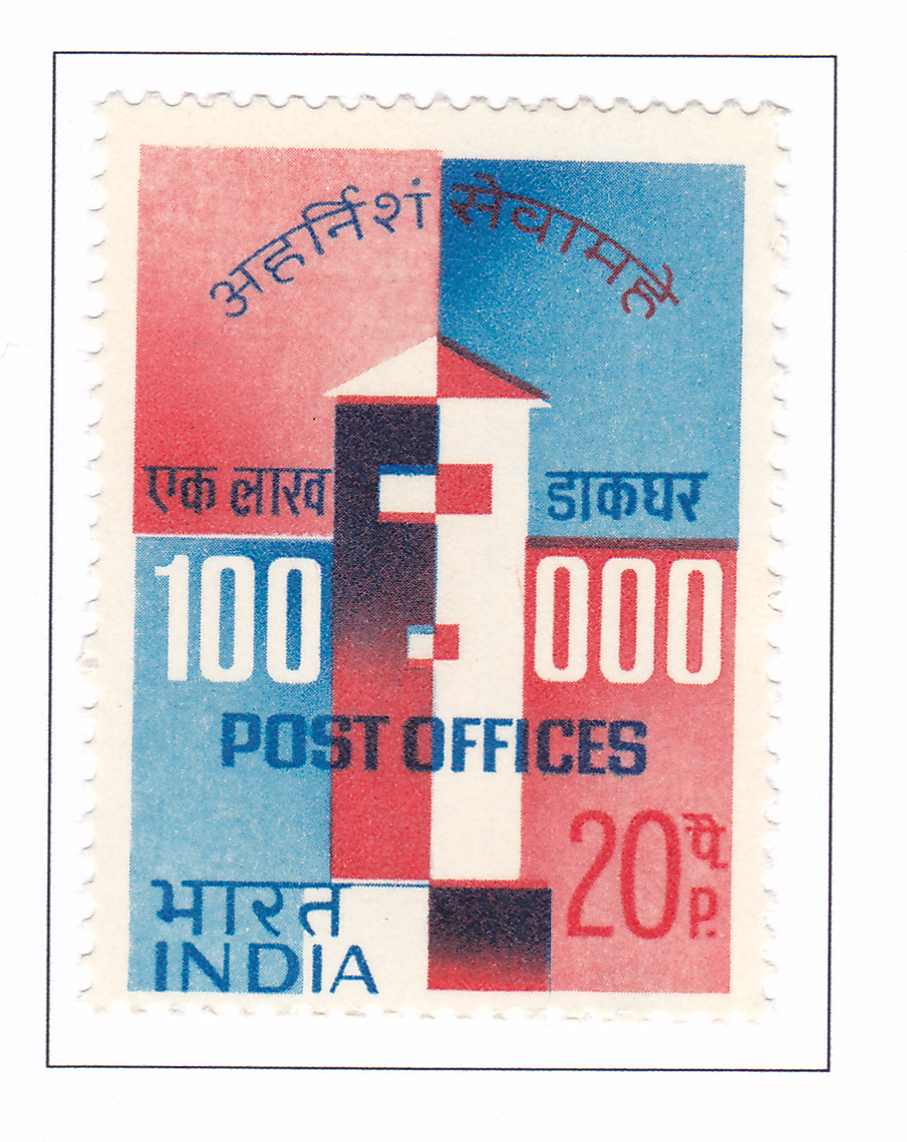 अहर्निशं सेवामहे
एक लाख डाकघर
100 000
POST OFFICES
20 पै.
P.
भारत
INDIA